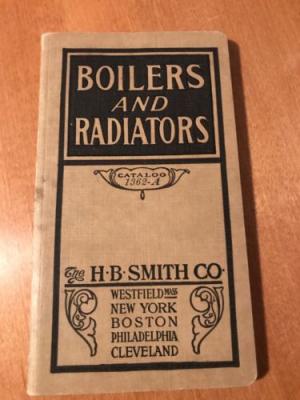 BOILERS
AND
RADIATORS
CATALOG
1362-A
The H·B·SMITH CO·
WESTFIELD MASS
NEW YORK
BOSTON
PHILADELPHIA
CLEVELAND